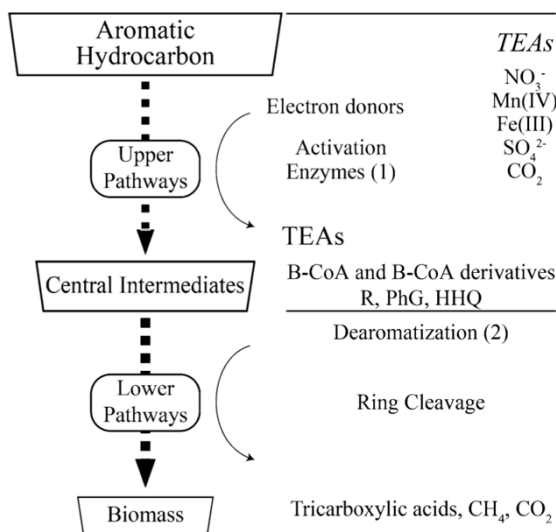 Aromatic
Hydrocarbon
TEAs
NO₃⁻
Mn(IV)
Fe(III)
SO₄²⁻
CO₂
Electron donors
Activation
Enzymes (1)
Upper
Pathways
TEAs
Central Intermediates
B-CoA and B-CoA derivatives
R, PhG, HHQ
Dearomatization (2)
Lower
Pathways
Ring Cleavage
Biomass
Tricarboxylic acids, CH₄, CO₂